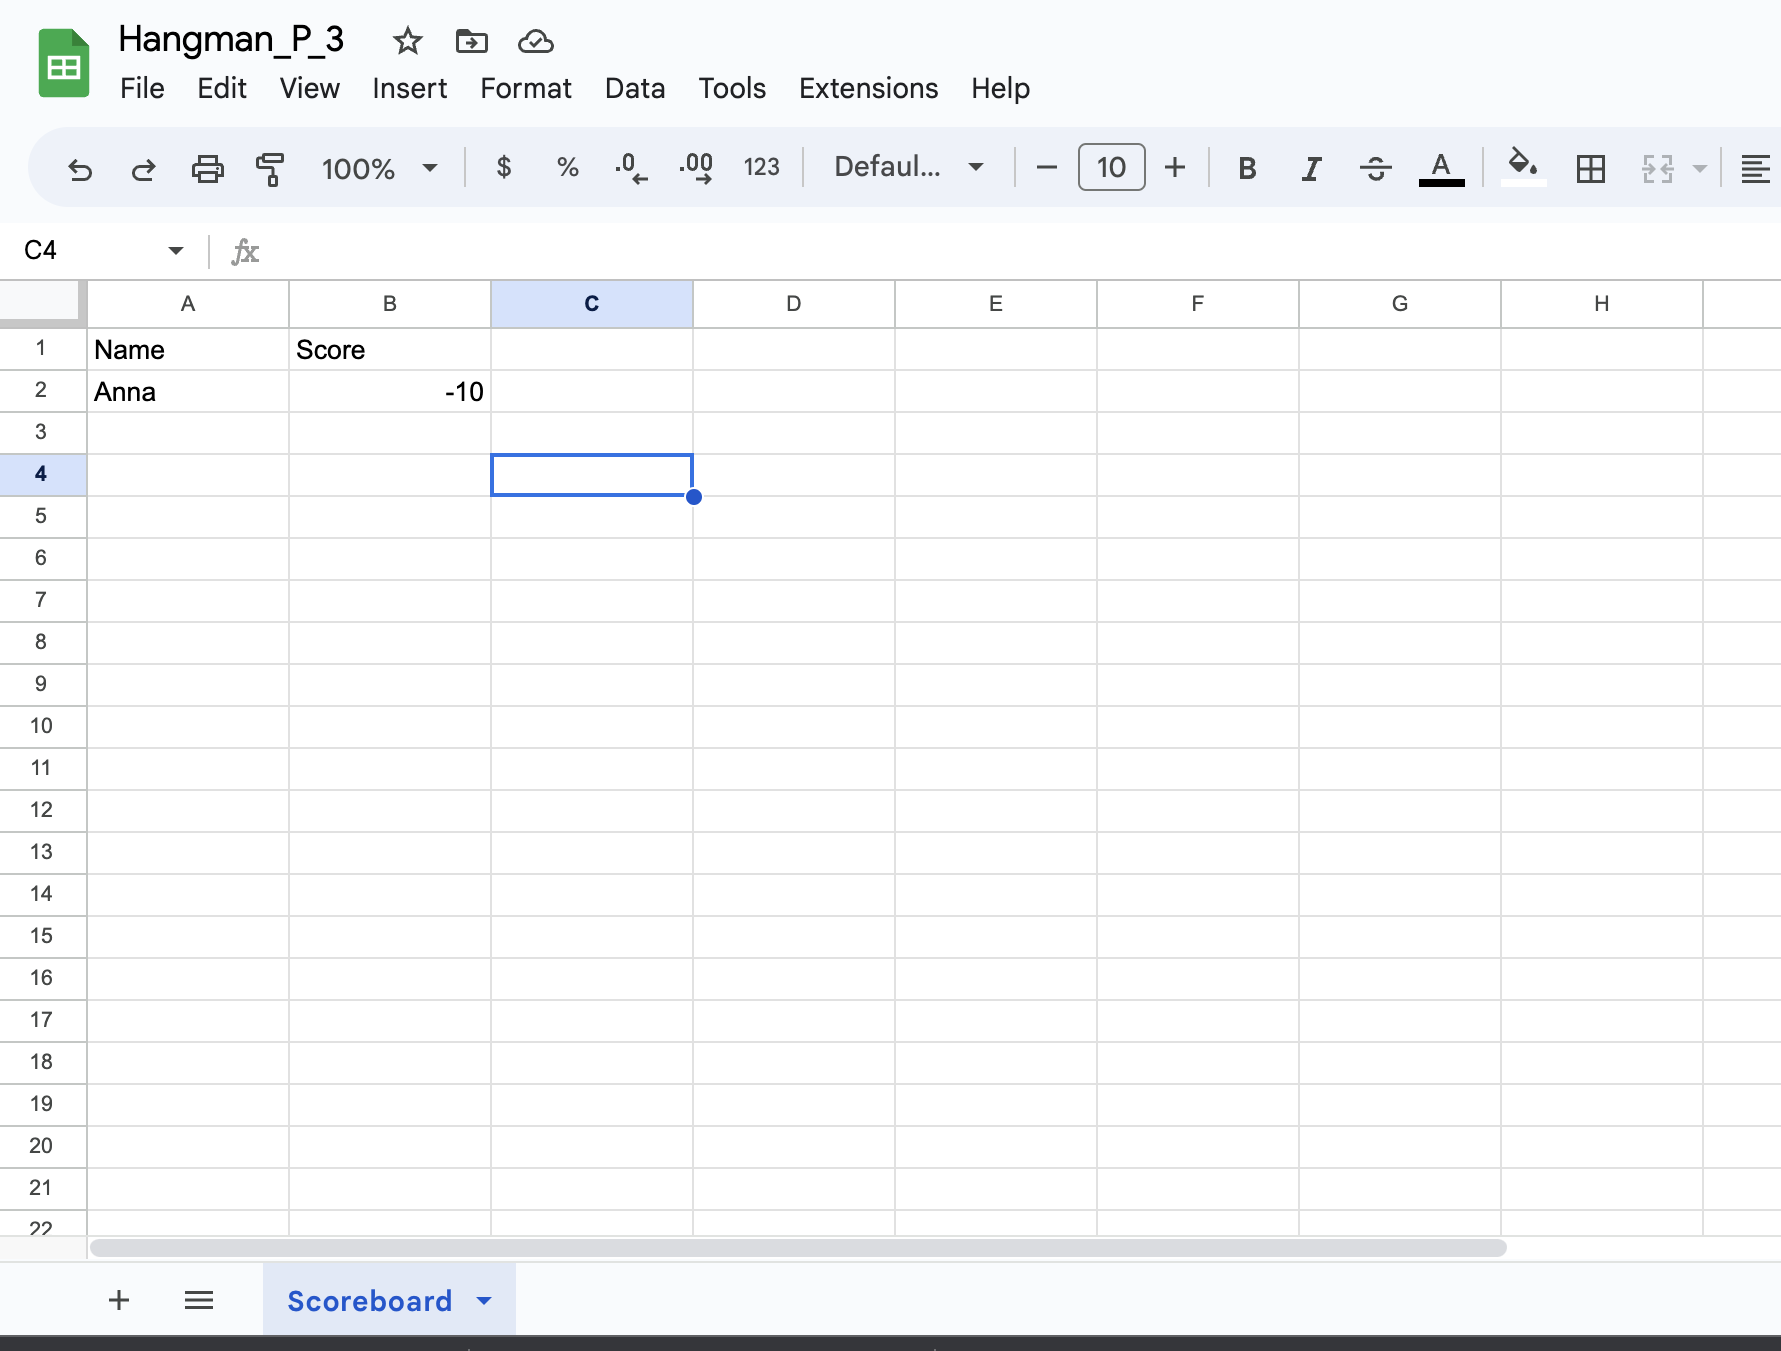 Hangman_P_3
File Edit View Insert Format Data Tools Extensions Help
100% $ % .0 .00 123 Defaul... 10 B I S A
C4 fx
A B C D E F G H
1 Name Score
2 Anna -10
3
4
5
6
7
8
9
10
11
12
13
14
15
16
17
18
19
20
21
22
Scoreboard